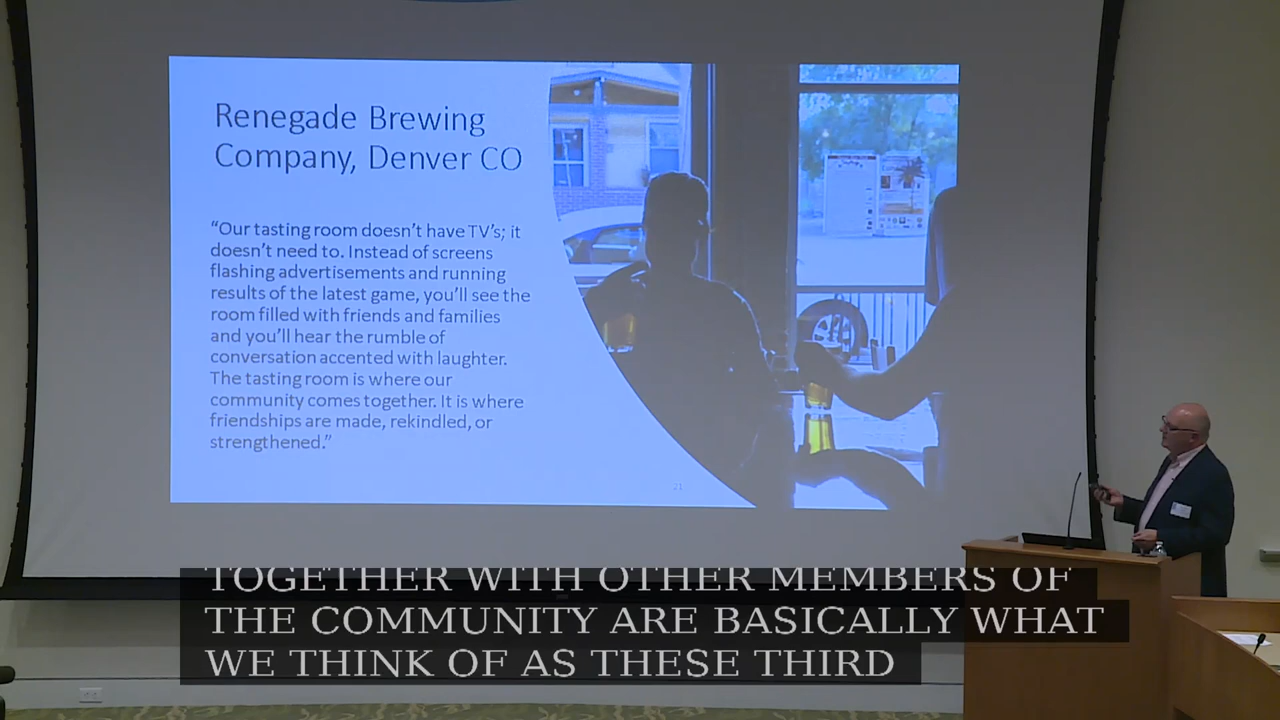 Renegade Brewing
Company, Denver CO
“Our tasting room doesn’t have TV’s; it
doesn’t need to. Instead of screens
flashing advertisements and running
results of the latest game, you’ll see the
room filled with friends and families
and you’ll hear the rumble of
conversation accented with laughter.
The tasting room is where our
community comes together. It is where
friendships are made, rekindled, or
strengthened.”
21
TOGETHER WITH OTHER MEMBERS OF
THE COMMUNITY ARE BASICALLY WHAT
WE THINK OF AS THESE THIRD